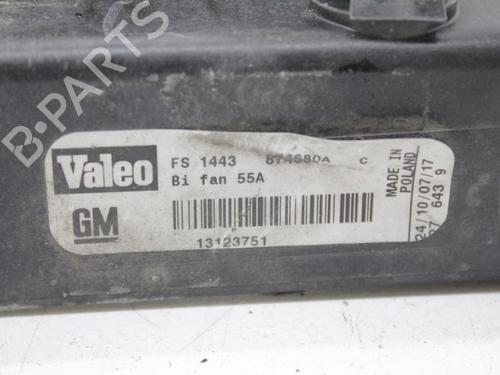 B-PARTS
Valeo
FS 1443 874680A C
Bi fan 55A
GM
13123751
MADE IN
POLAND
24/10/07/17
643 9